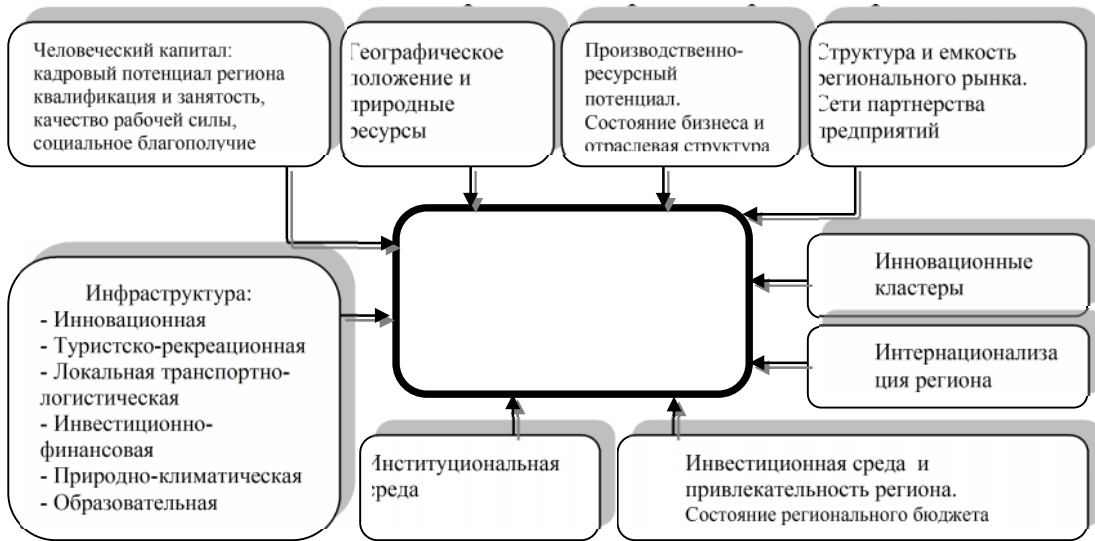 Человеческий капитал:
кадровый потенциал региона
квалификация и занятость,
качество рабочей силы,
социальное благополучие
Географическое
положение и
природные
ресурсы
Производственно-
ресурсный
потенциал.
Состояние бизнеса и
отраслевая структура
Структура и емкость
регионального рынка.
Сети партнерства
предприятий
Инфраструктура:
- Инновационная
- Туристско-рекреационная
- Локальная транспортно-
логистическая
- Инвестиционно-
финансовая
- Природно-климатическая
- Образовательная
Инновационные
кластеры
Интернационализа
ция региона
Институциональная
среда
Инвестиционная среда и
привлекательность региона.
Состояние регионального бюджета